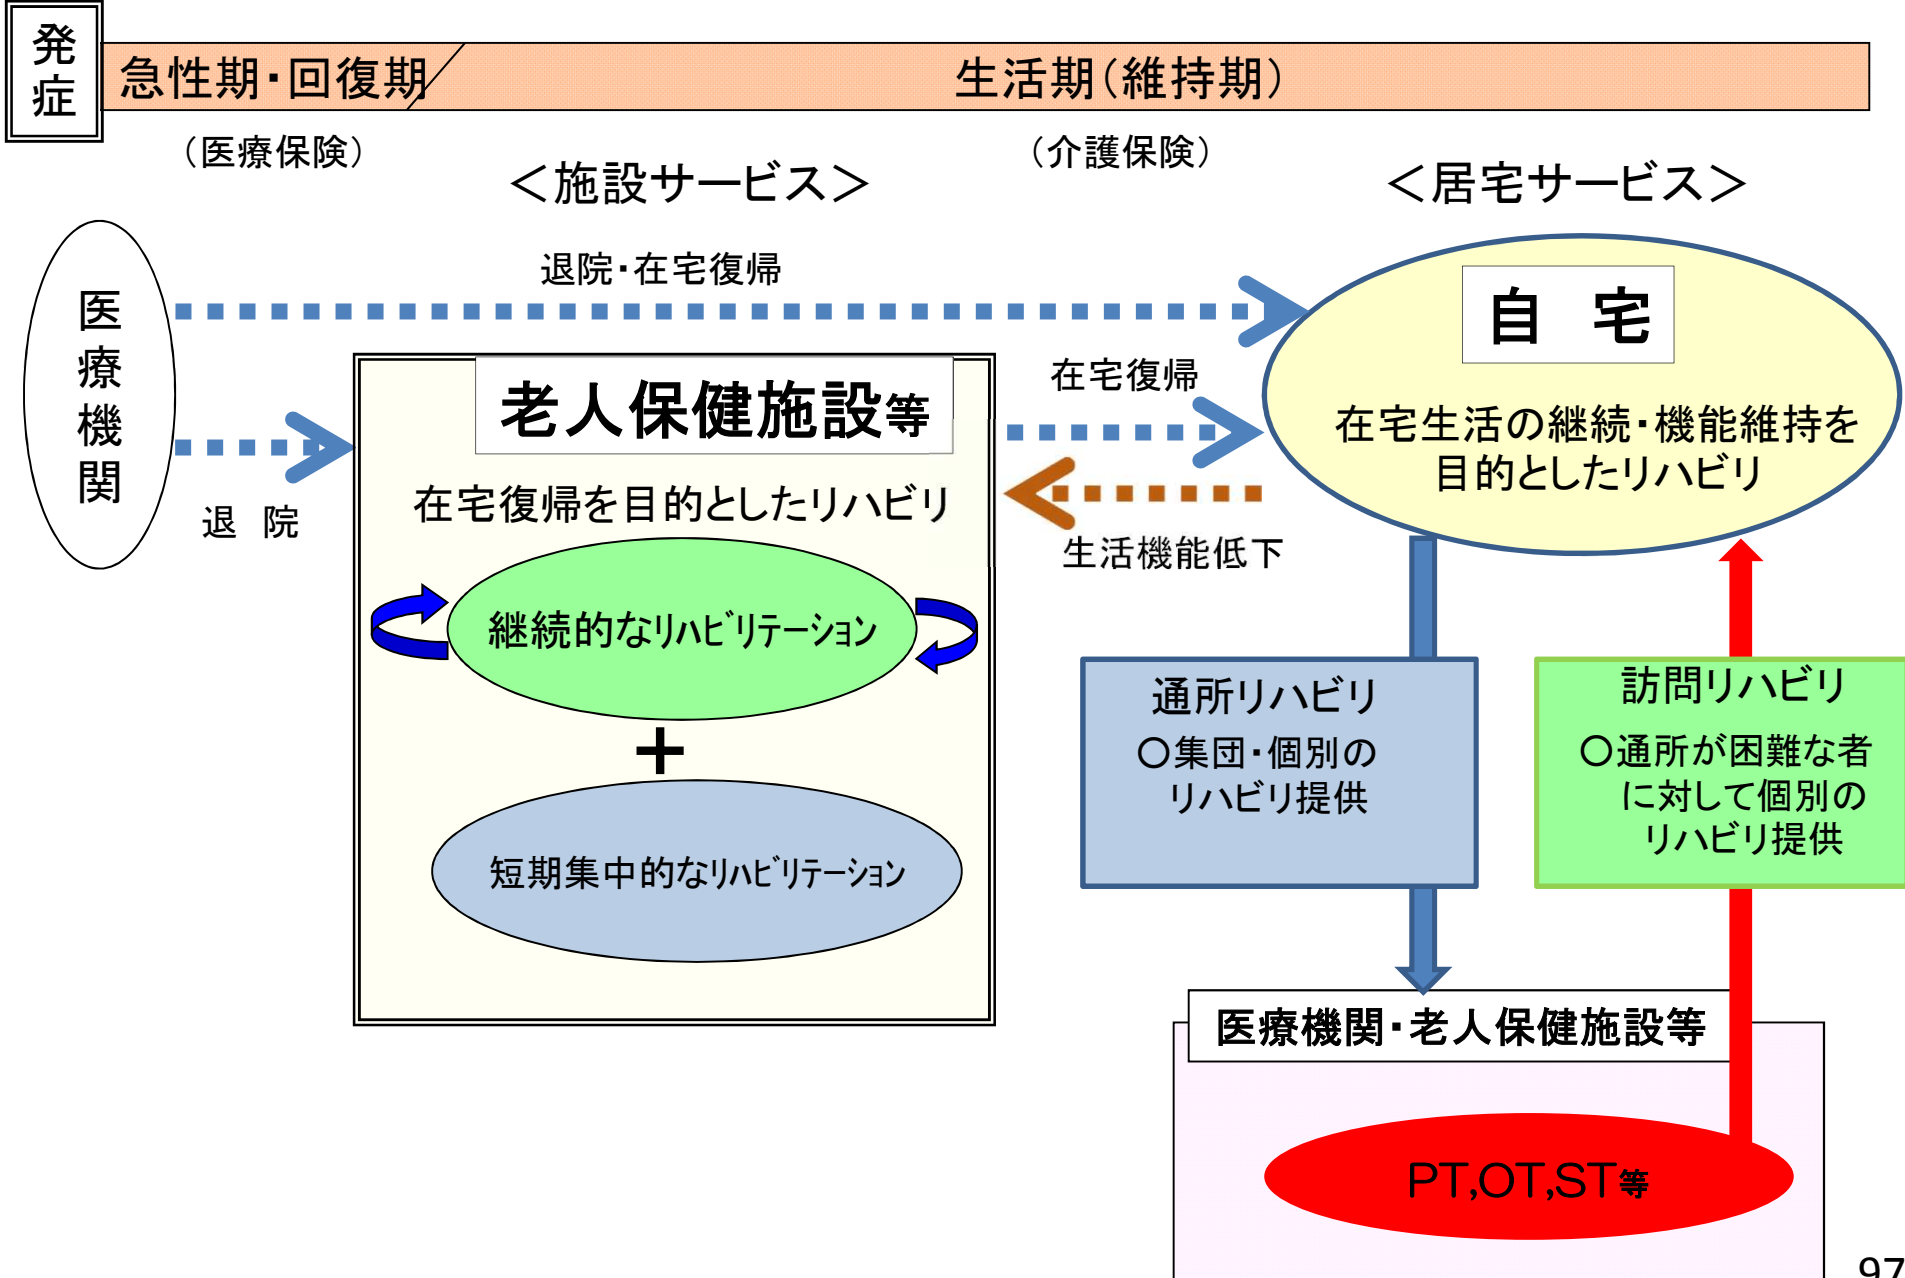 発症
急性期・回復期
生活期（維持期）
（医療保険）
（介護保険）
＜施設サービス＞
＜居宅サービス＞
医療機関
退院・在宅復帰
退　院
老人保健施設等
在宅復帰を目的としたリハビリ
継続的なﾘﾊﾋﾞﾘﾃｰｼｮﾝ
＋
短期集中的なﾘﾊﾋﾞﾘﾃｰｼｮﾝ
在宅復帰
生活機能低下
自　宅
在宅生活の継続・機能維持を
目的としたリハビリ
通所リハビリ
○集団・個別の
リハビリ提供
訪問リハビリ
○通所が困難な者
に対して個別の
リハビリ提供
医療機関・老人保健施設等
PT,OT,ST等
97